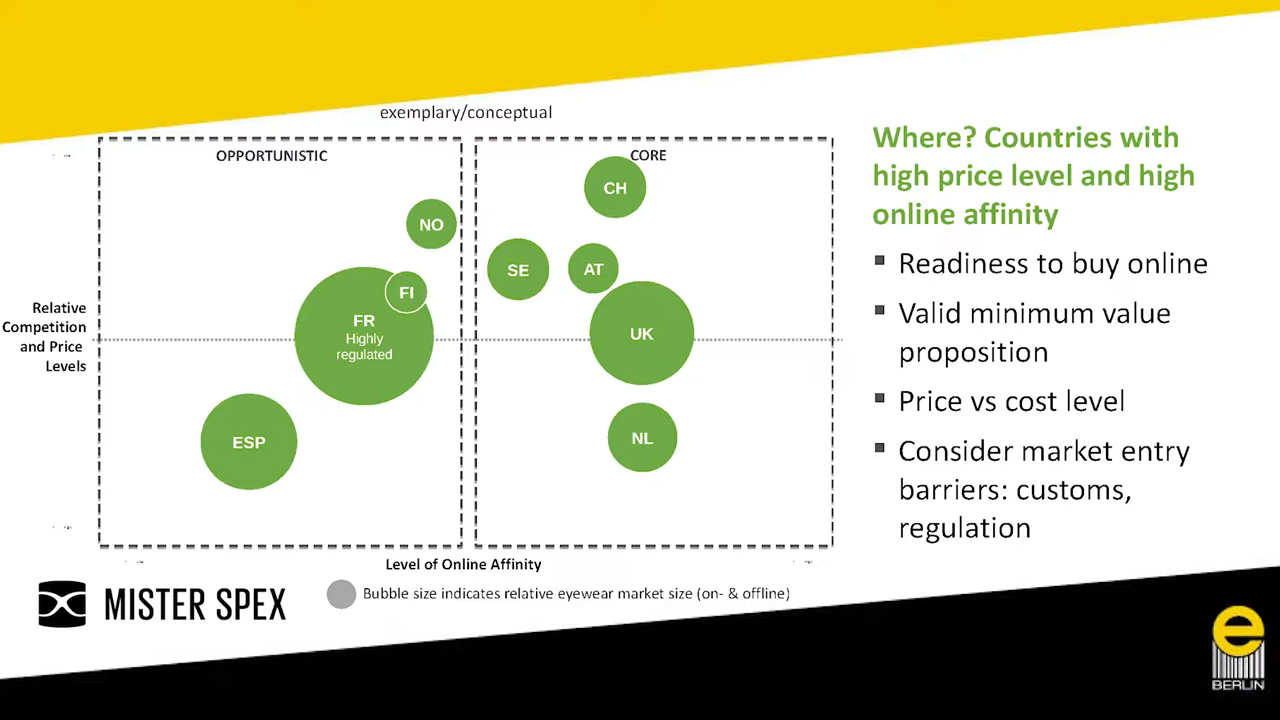 exemplary/conceptual
OPPORTUNISTIC
CORE
CH
NO
SE
AT
FI
FR
Highly
regulated
UK
ESP
NL
Relative
Competition
and Price
Levels
Level of Online Affinity
Bubble size indicates relative eyewear market size (on- & offline)
Where? Countries with
high price level and high
online affinity
▪ Readiness to buy online
▪ Valid minimum value
proposition
▪ Price vs cost level
▪ Consider market entry
barriers: customs,
regulation
MISTER SPEX
e
BERLIN